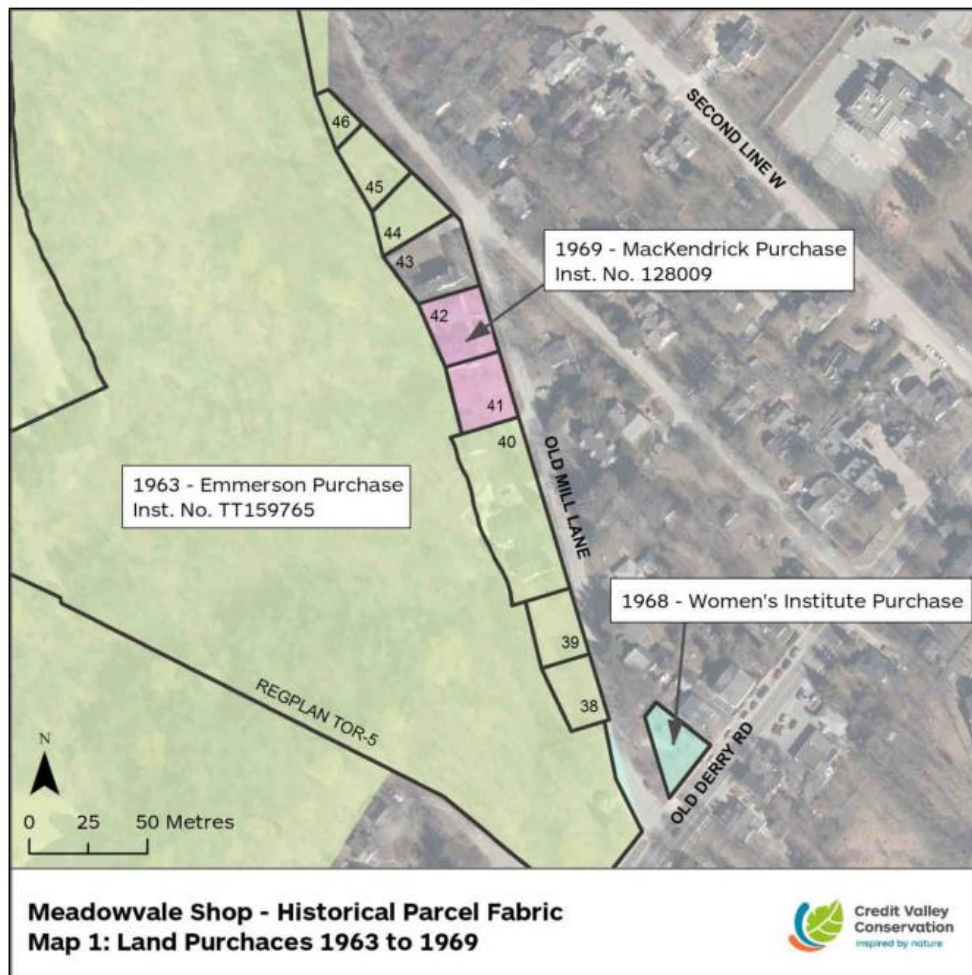 46
SECOND LINE W
45
44
43
1969 - MacKendrick Purchase
Inst. No. 128009
42
41
40
OLD MILL LANE
1963 - Emmerson Purchase
Inst. No. TT159765
1968 - Women's Institute Purchase
39
38
REGPLAN TOR-5
OLD DERRY RD
N
0 25 50 Metres
Meadowvale Shop - Historical Parcel Fabric
Map 1: Land Purchaces 1963 to 1969
Credit Valley
Conservation
inspired by nature